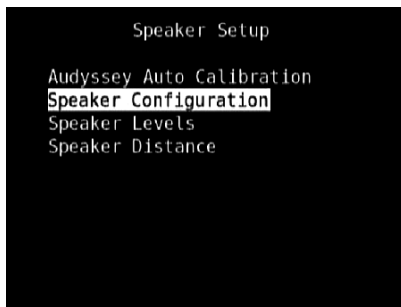 Speaker Setup
Audyssey Auto Calibration
Speaker Configuration
Speaker Levels
Speaker Distance